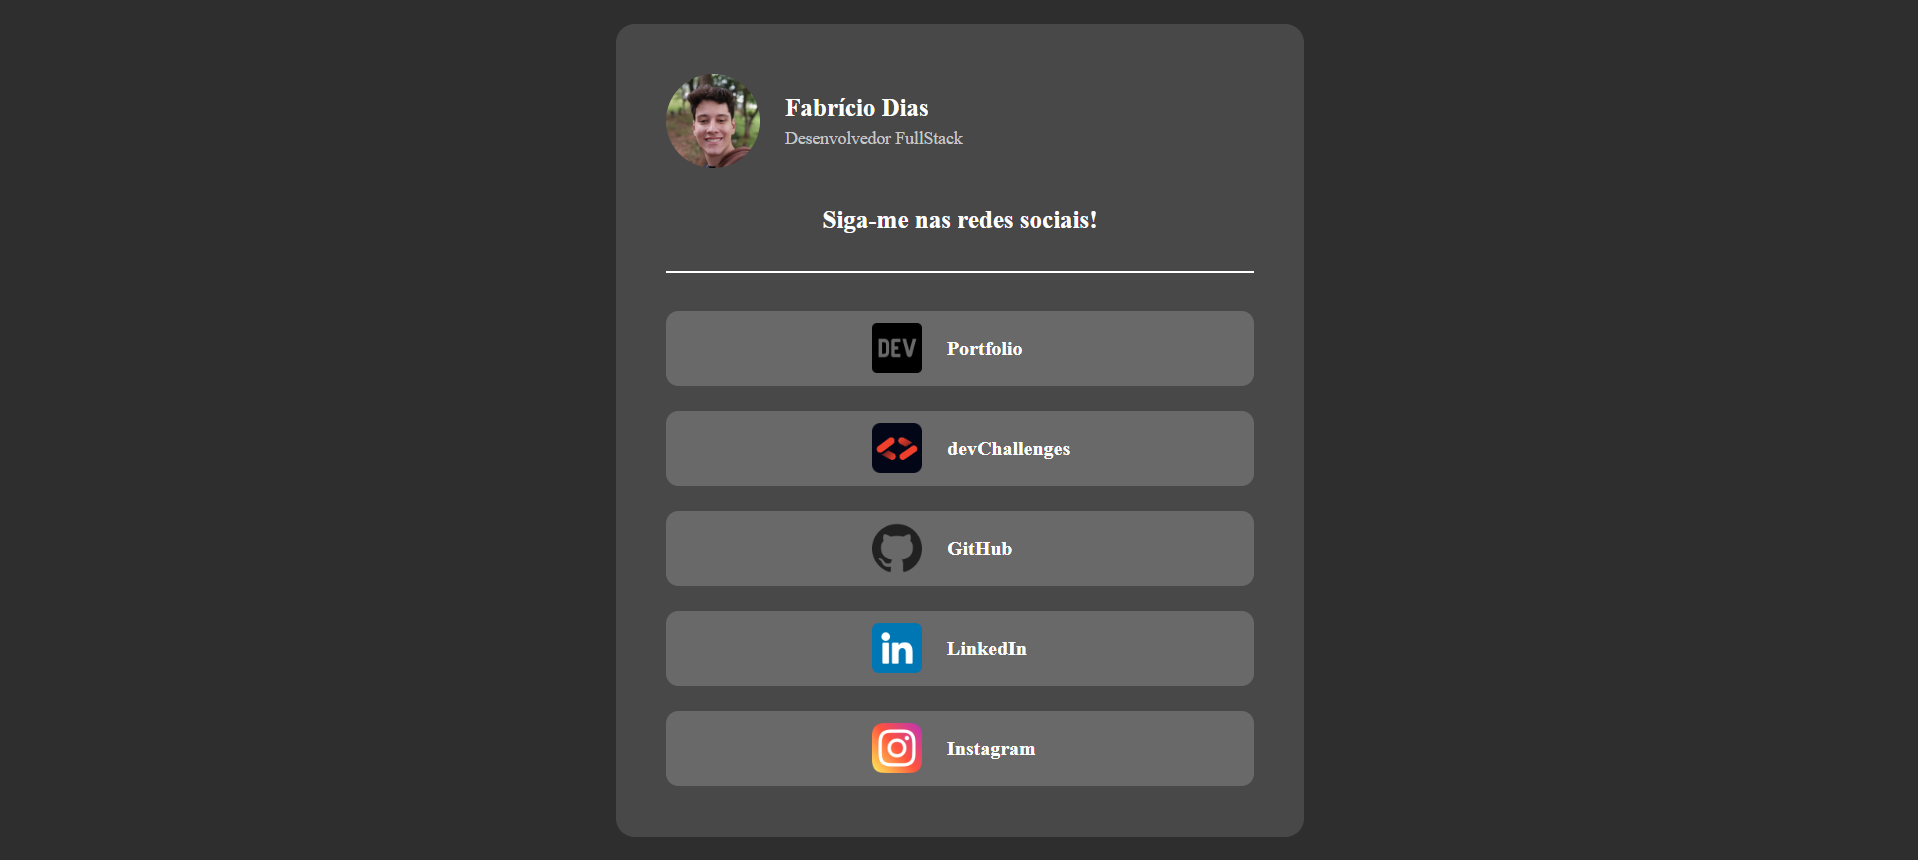 Fabrício Dias
Desenvolvedor FullStack
Siga-me nas redes sociais!
DEV
Portfolio
devChallenges
GitHub
in
LinkedIn
Instagram